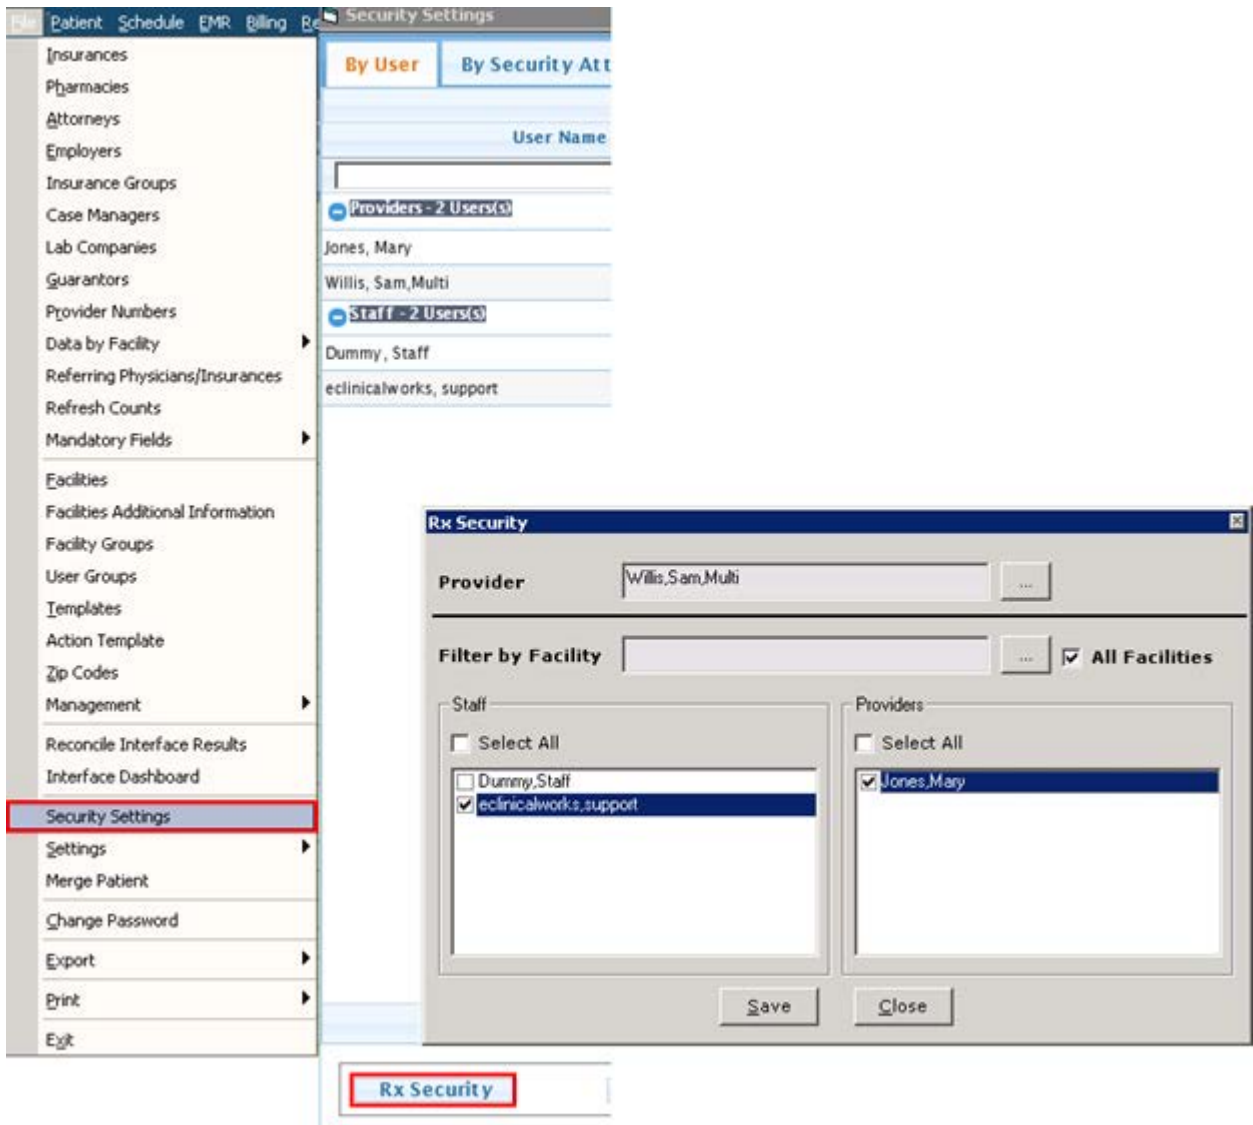 File Patient Schedule EMR Billing Re
Insurances
Pharmacies
Attorneys
Employers
Insurance Groups
Case Managers
Lab Companies
Guarantors
Provider Numbers
Data by Facility
Referring Physicians/Insurances
Refresh Counts
Mandatory Fields
Facilities
Facilities Additional Information
Facility Groups
User Groups
Templates
Action Template
Zip Codes
Management
Reconcile Interface Results
Interface Dashboard
Security Settings
Settings
Merge Patient
Change Password
Export
Print
Exit
Security Settings
By User By Security Att
User Name
Providers - 2 Users(s)
Jones, Mary
Willis, Sam,Multi
Staff - 2 Users(s)
Dummy, Staff
eclinicalworks, support
Rx Security
Rx Security
Provider Willis,Sam,Multi ...
Filter by Facility ... All Facilities
Staff
Select All
Dummy,Staff
eclinicalworks,support
Providers
Select All
Jones,Mary
Save Close